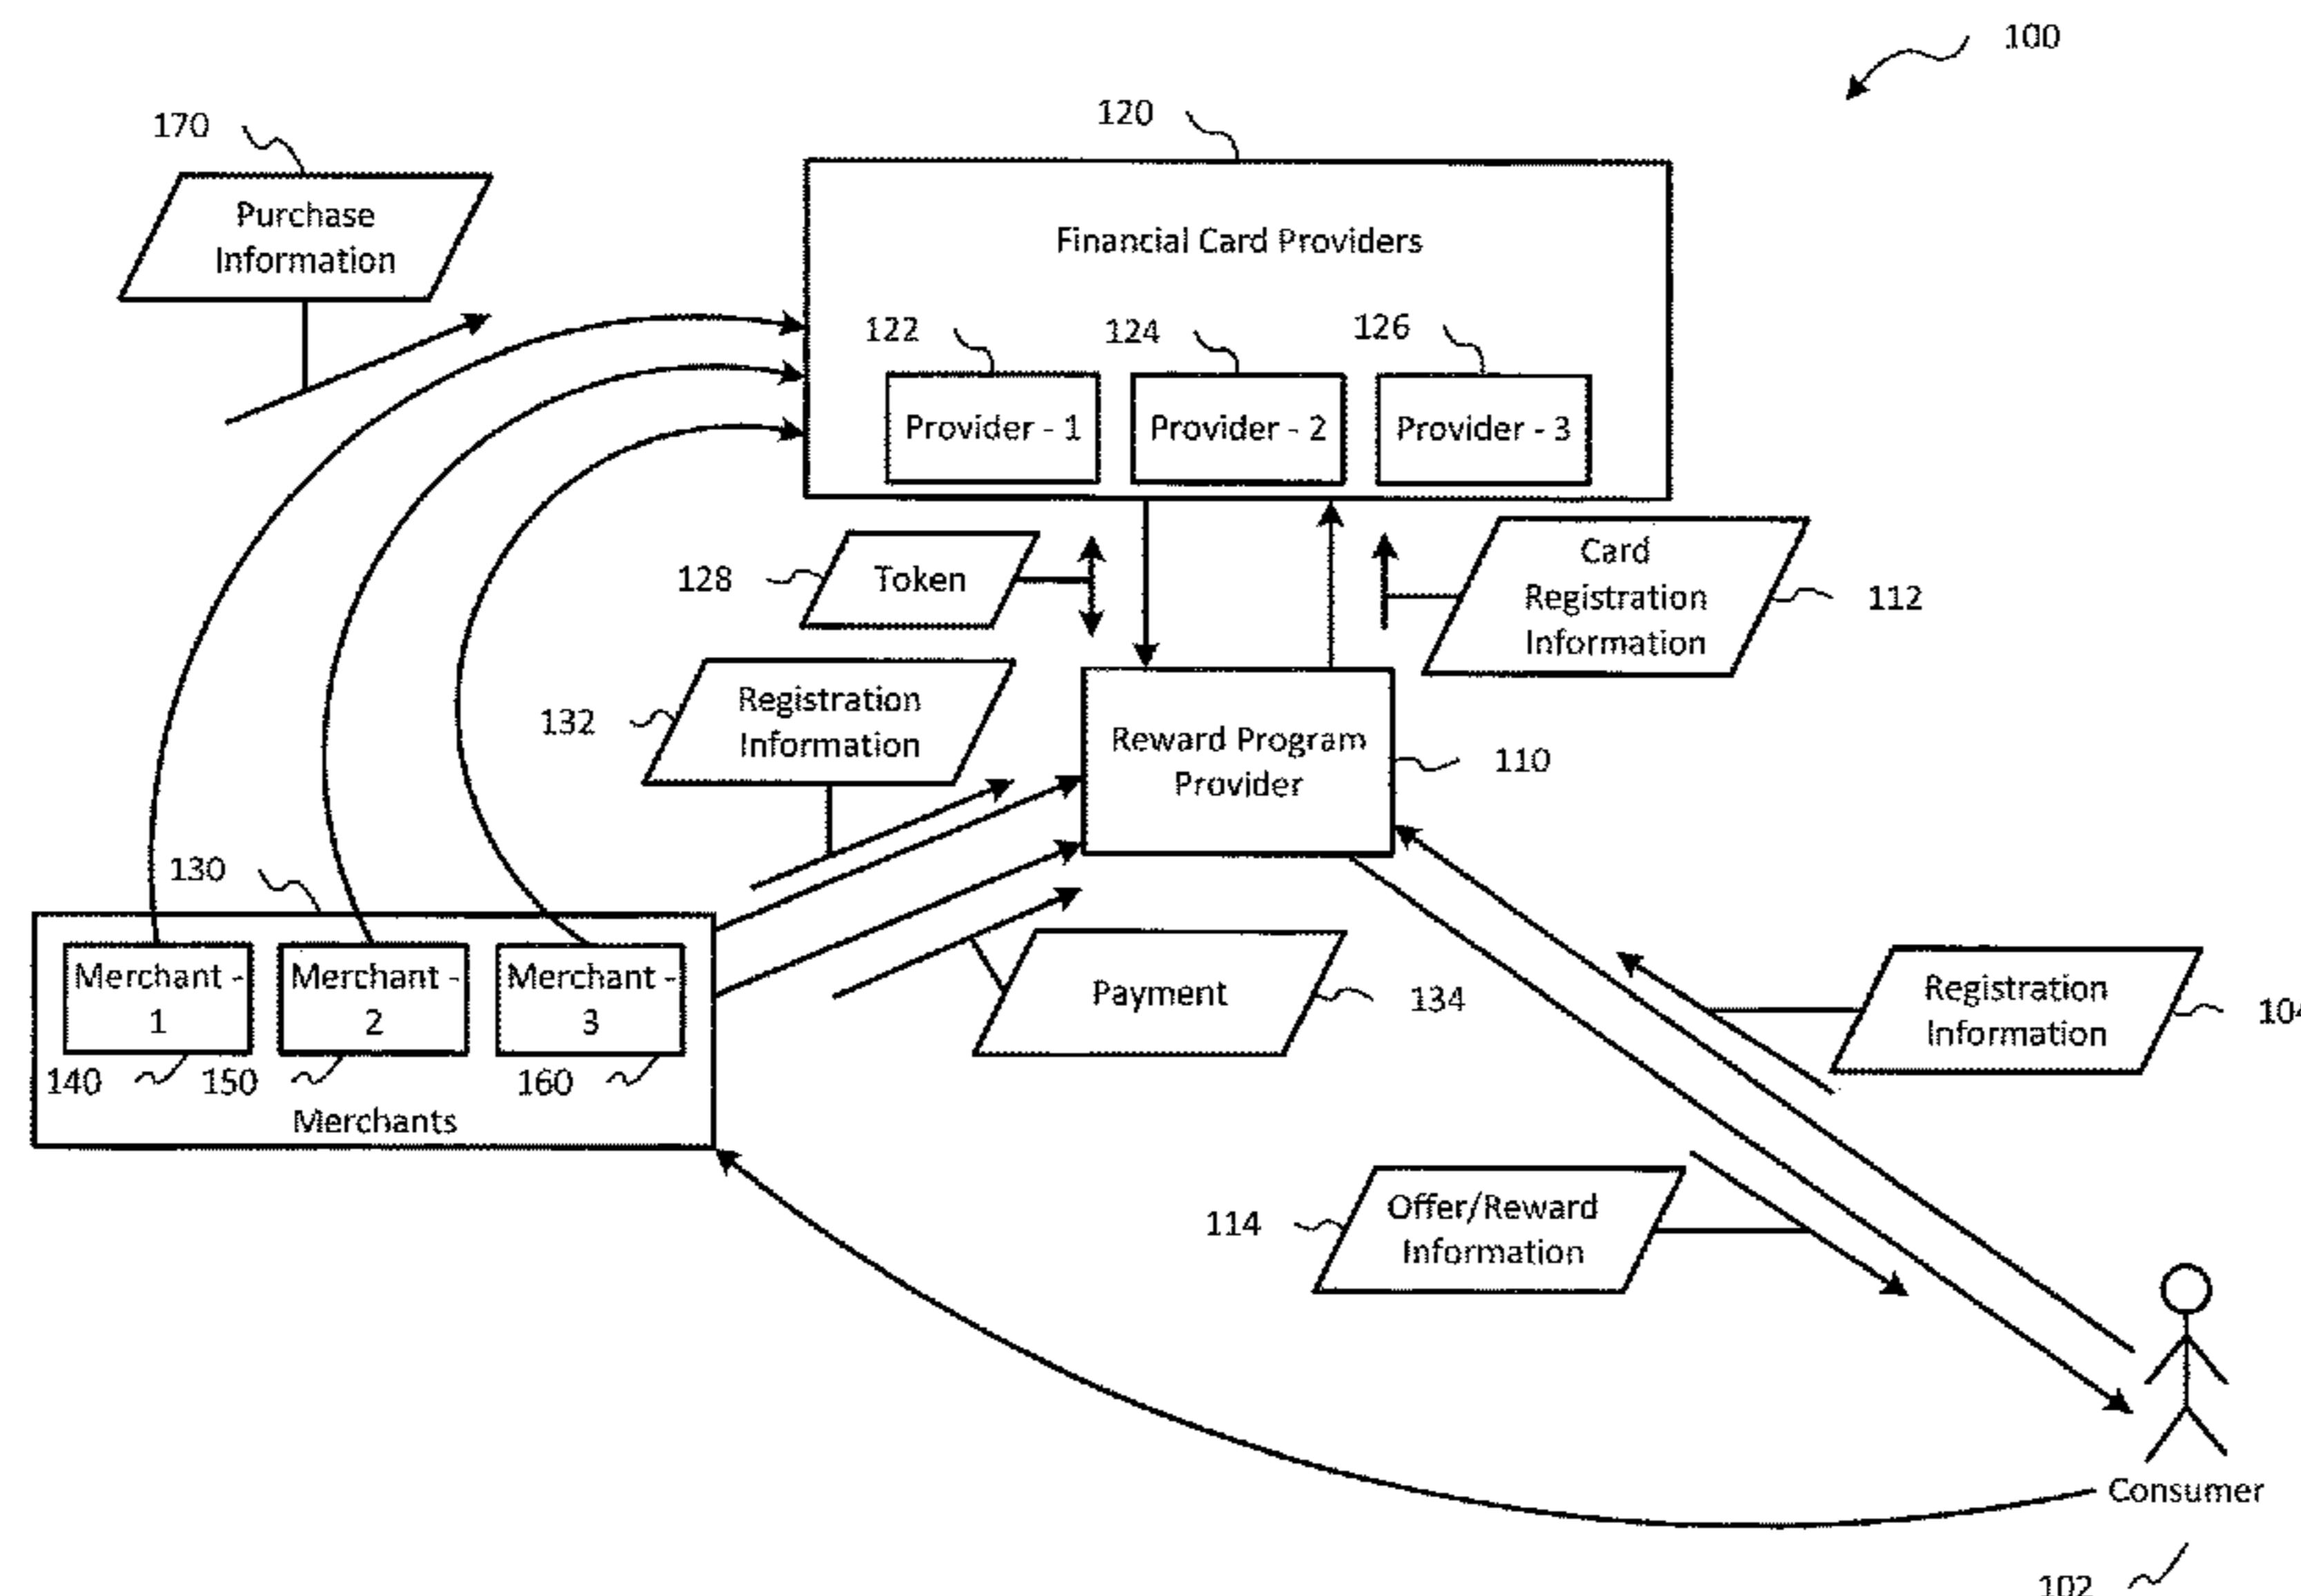 100
120
170
Purchase
Information
Financial Card Providers
122
124
126
Provider - 1
Provider - 2
Provider - 3
128
Token
Card
Registration
Information
112
132
Registration
Information
Reward Program
Provider
110
130
Merchant -
1
Merchant -
2
Merchant -
3
140
150
160
Merchants
Payment
134
Registration
Information
104
114
Offer/Reward
Information
Consumer
102